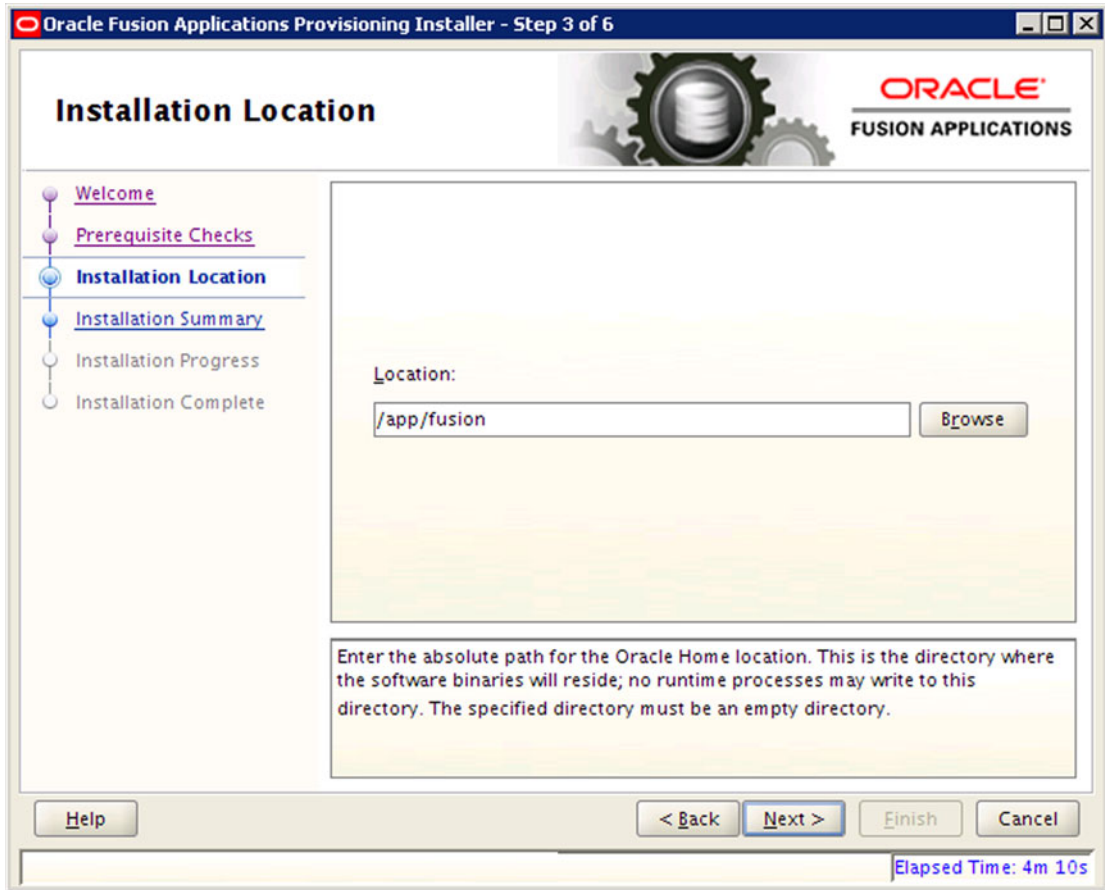 Oracle Fusion Applications Provisioning Installer - Step 3 of 6
Installation Location
ORACLE®
FUSION APPLICATIONS
Welcome
Prerequisite Checks
Installation Location
Installation Summary
Installation Progress
Installation Complete
Location:
/app/fusion
Browse
Enter the absolute path for the Oracle Home location. This is the directory where
the software binaries will reside; no runtime processes may write to this
directory. The specified directory must be an empty directory.
Help
< Back
Next >
Finish
Cancel
Elapsed Time: 4m 10s